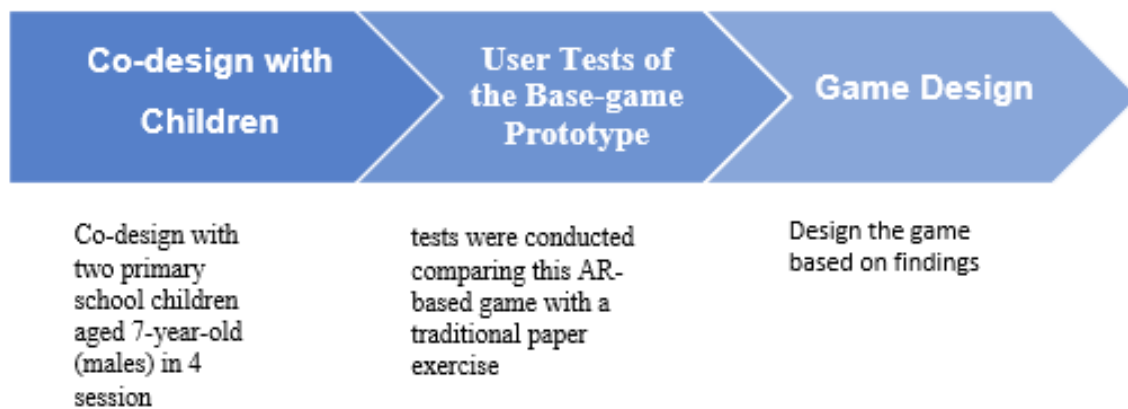 Co-design with
Children
User Tests of
the Base-game
Prototype
Game Design
Co-design with
two primary
school children
aged 7-year-old
(males) in 4
session
tests were conducted
comparing this AR-
based game with a
traditional paper
exercise
Design the game
based on findings